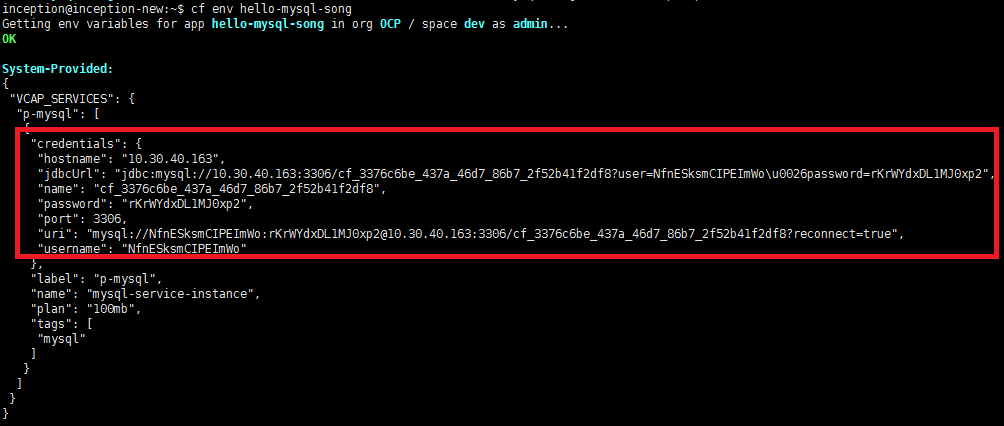 inception@inception-new:~$ cf env hello-mysql-song
Getting env variables for app hello-mysql-song in org OCP / space dev as admin...
OK
System-Provided:
{
"VCAP_SERVICES": {
"p-mysql": [
{
"credentials": {
"hostname": "10.30.40.163",
"jdbcUrl": "jdbc:mysql://10.30.40.163:3306/cf_3376c6be_437a_46d7_86b7_2f52b41f2df8?user=NfnESksmCIPEImWo\u0026password=rKrWYdxDL1MJ0xp2",
"name": "cf_3376c6be_437a_46d7_86b7_2f52b41f2df8",
"password": "rKrWYdxDL1MJ0xp2",
"port": 3306,
"uri": "mysql://NfnESksmCIPEImWo:rKrWYdxDL1MJ0xp2@10.30.40.163:3306/cf_3376c6be_437a_46d7_86b7_2f52b41f2df8?reconnect=true",
"username": "NfnESksmCIPEImWo"
},
"label": "p-mysql",
"name": "mysql-service-instance",
"plan": "100mb",
"tags": [
"mysql"
]
}
]
}
}